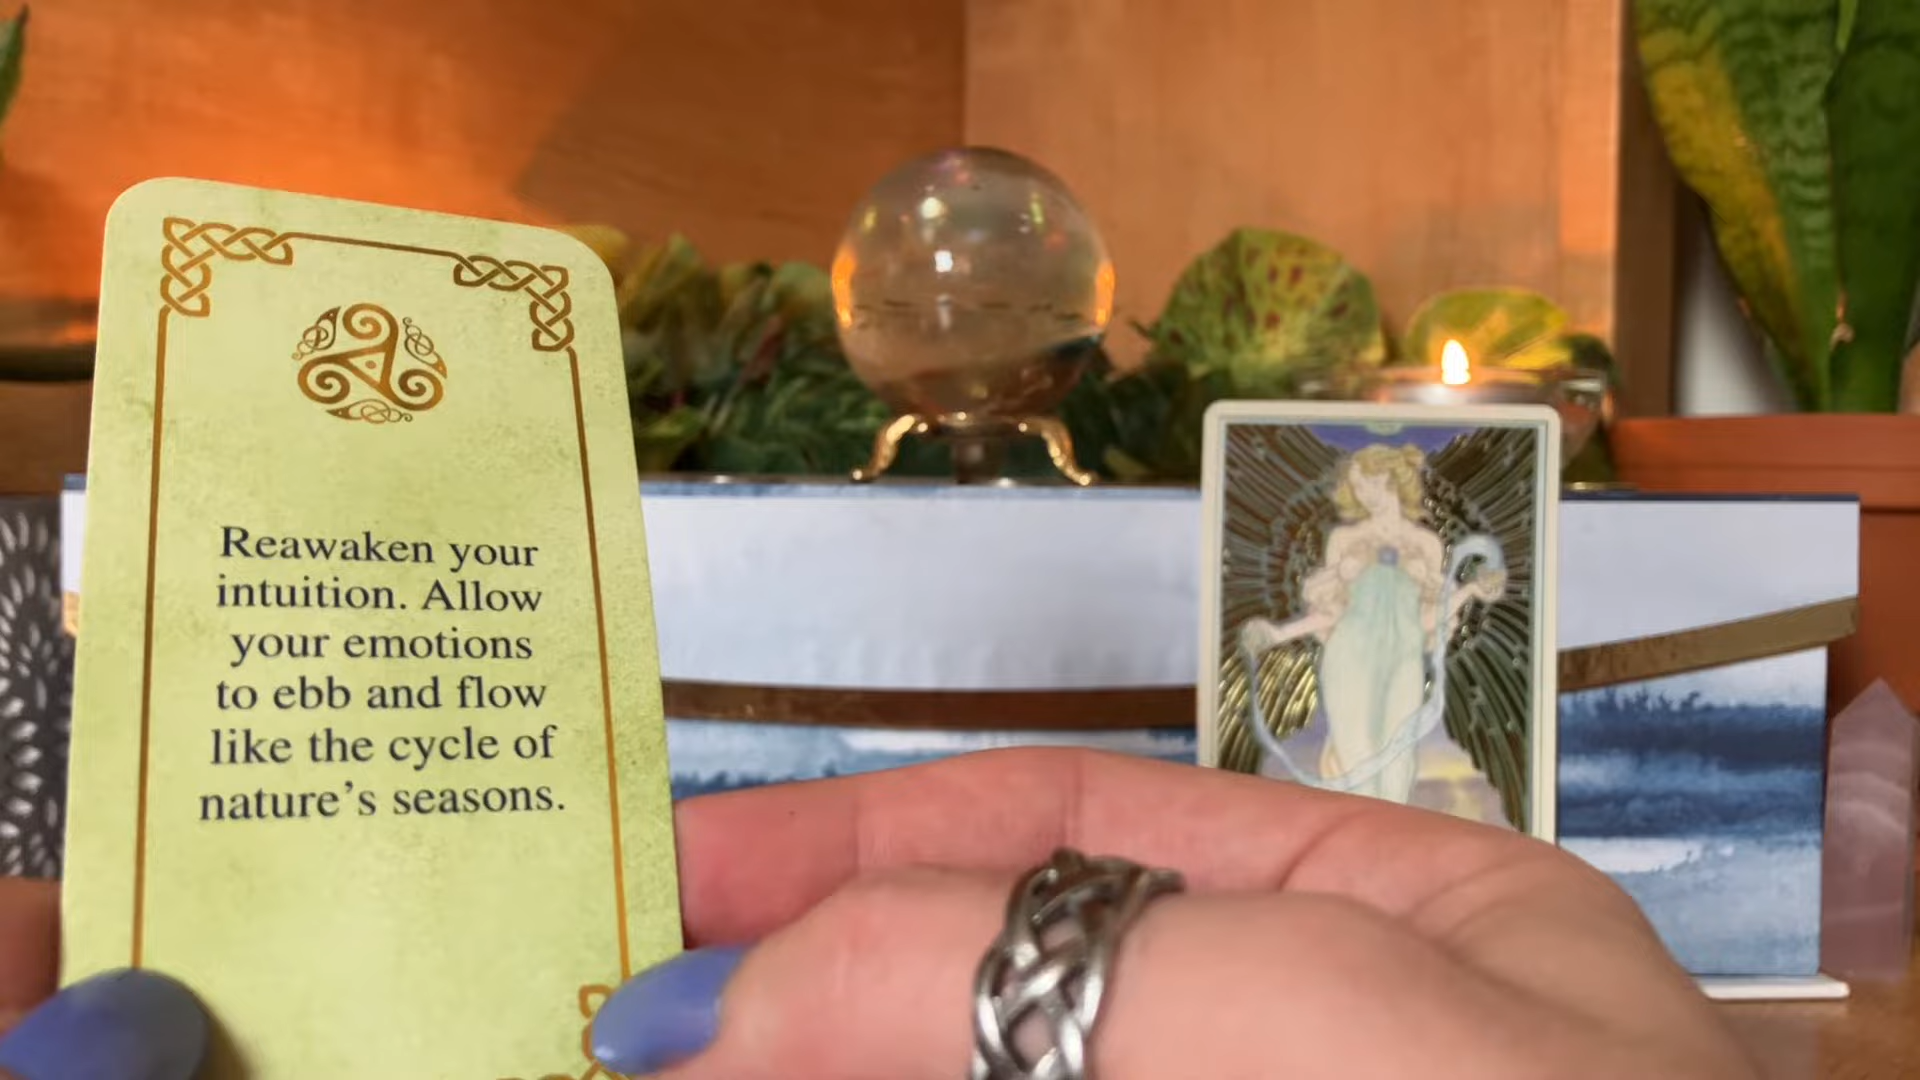 Reawaken your
intuition. Allow
your emotions
to ebb and flow
like the cycle of
nature’s seasons.